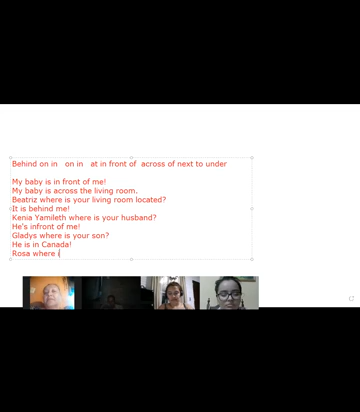 Behind on in on in at in front of across of next to under
My baby is in front of me!
My baby is across the living room.
Beatriz where is your living room located?
It is behind me!
Kenia Yamileth where is your husband?
He's infront of me!
Gladys where is your son?
He is in Canada!
Rosa where i